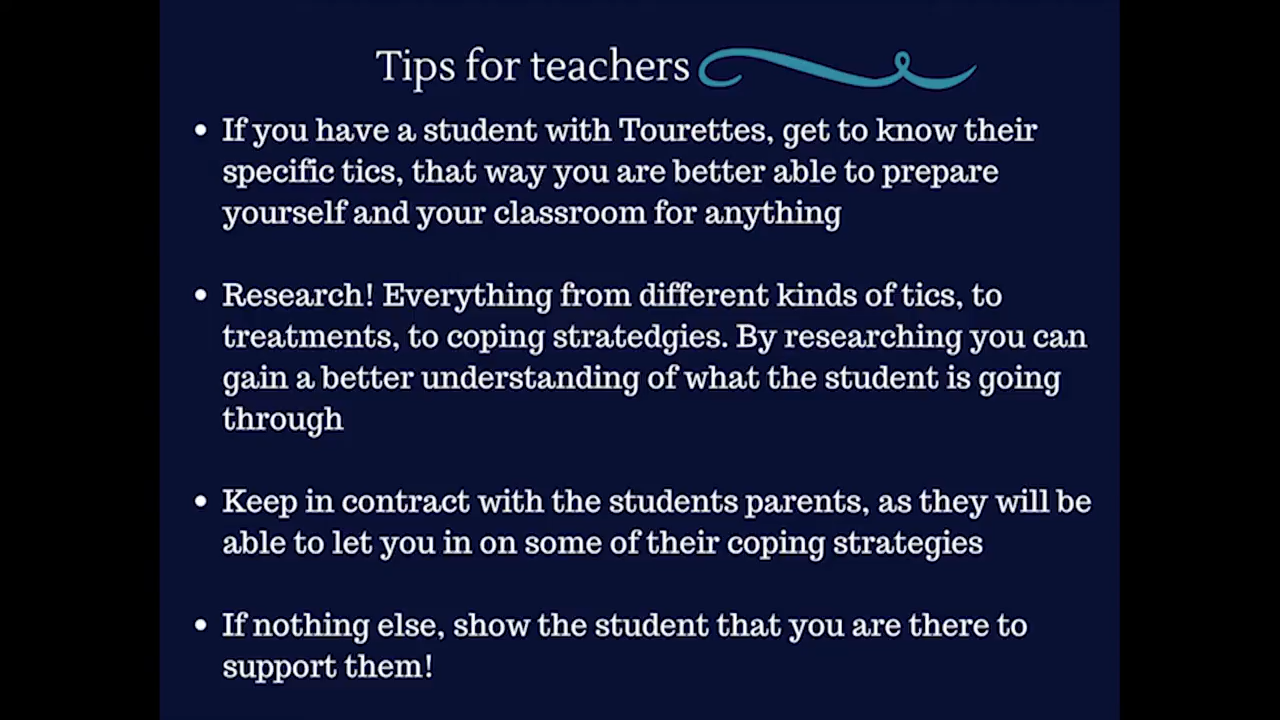 Tips for teachers
• If you have a student with Tourettes, get to know their
specific tics, that way you are better able to prepare
yourself and your classroom for anything
• Research! Everything from different kinds of tics, to
treatments, to coping stratedgies. By researching you can
gain a better understanding of what the student is going
through
• Keep in contract with the students parents, as they will be
able to let you in on some of their coping strategies
• If nothing else, show the student that you are there to
support them!